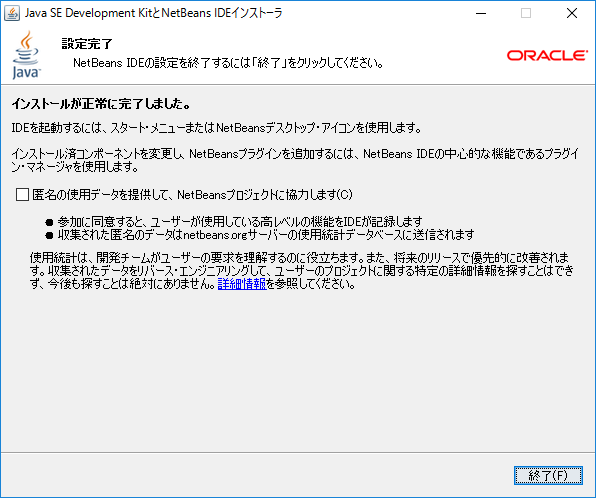 Java SE Development KitとNetBeans IDEインストーラ
設定完了
NetBeans IDEの設定を終了するには「終了」をクリックしてください。
Java
ORACLE
インストールが正常に完了しました。
IDEを起動するには、スタート・メニューまたはNetBeansデスクトップ・アイコンを使用します。
インストール済コンポーネントを変更し、NetBeansプラグインを追加するには、NetBeans IDEの中心的な機能であるプラグイ
ン・マネージャを使用します。
匿名の使用データを提供して、NetBeansプロジェクトに協力します(C)
● 参加に同意すると、ユーザーが使用している高レベルの機能をIDEが記録します
● 収集された匿名のデータはnetbeans.orgサーバーの使用統計データベースに送信されます
使用統計は、開発チームがユーザーの要求を理解するのに役立ちます。また、将来のリリースで優先的に改善されま
す。収集されたデータをリバース・エンジニアリングして、ユーザーのプロジェクトに関する特定の詳細情報を探すことはでき
ず、今後も探すことは絶対にありません。詳細情報を参照してください。
終了(F)